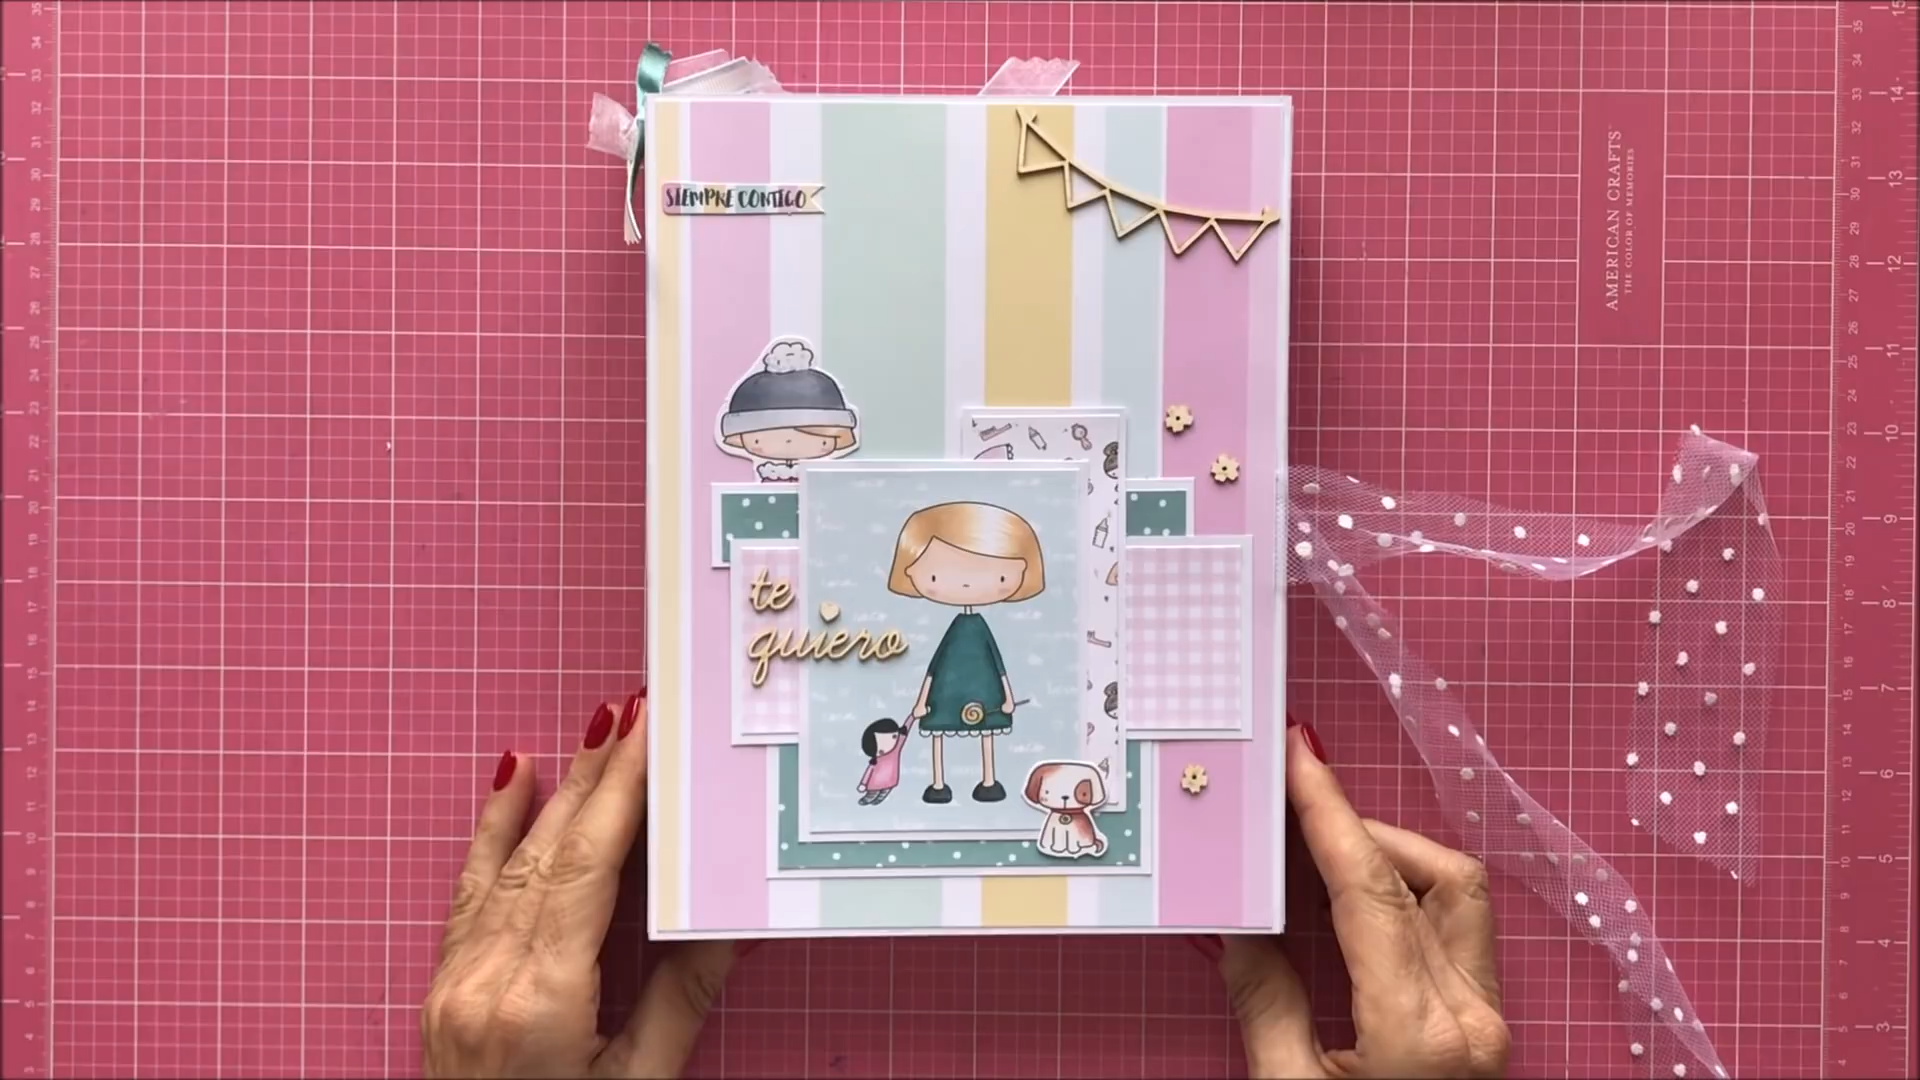 SIEMPRE CONTIGO
te
quiero
AMERICAN CRAFTS
THE COLOR OF MEMORIES